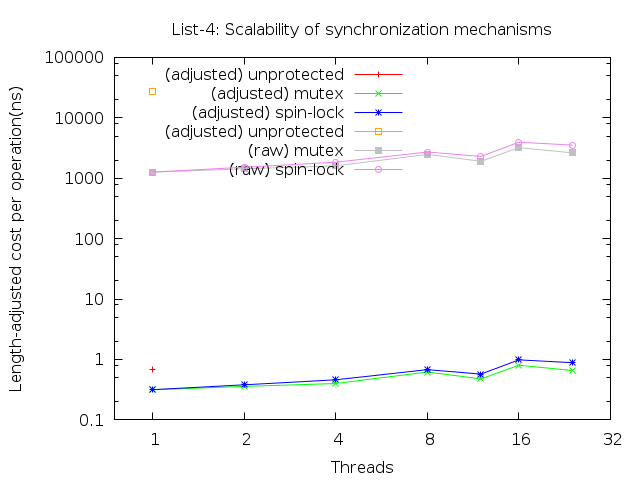 List-4: Scalability of synchronization mechanisms
100000
10000
1000
100
10
1
0.1
Length-adjusted cost per operation(ns)
(adjusted) unprotected
(adjusted) mutex
(adjusted) spin-lock
(adjusted) unprotected
(raw) mutex
(raw) spin-lock
1 2 4 8 16 32
Threads